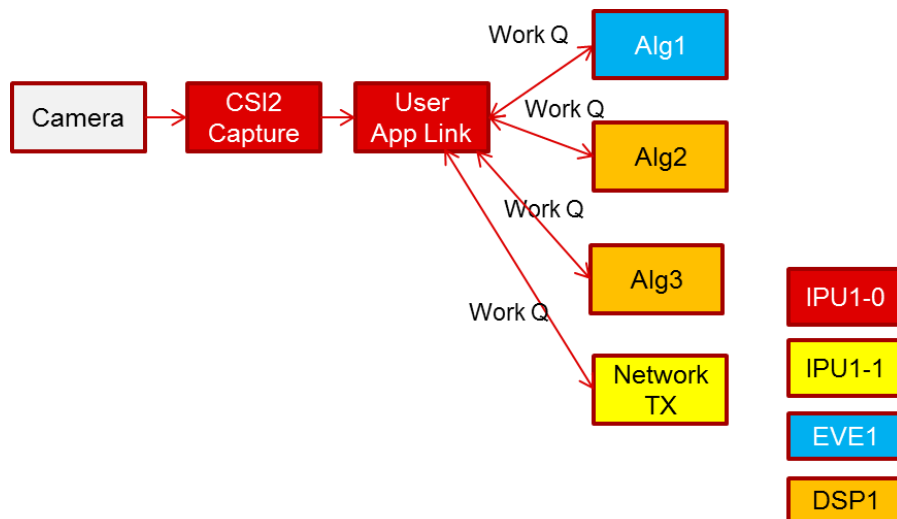 Work Q
Alg1
Camera
CSI2
Capture
User
App Link
Work Q
Alg2
Work Q
Alg3
IPU1-0
Work Q
Network
TX
IPU1-1
EVE1
DSP1